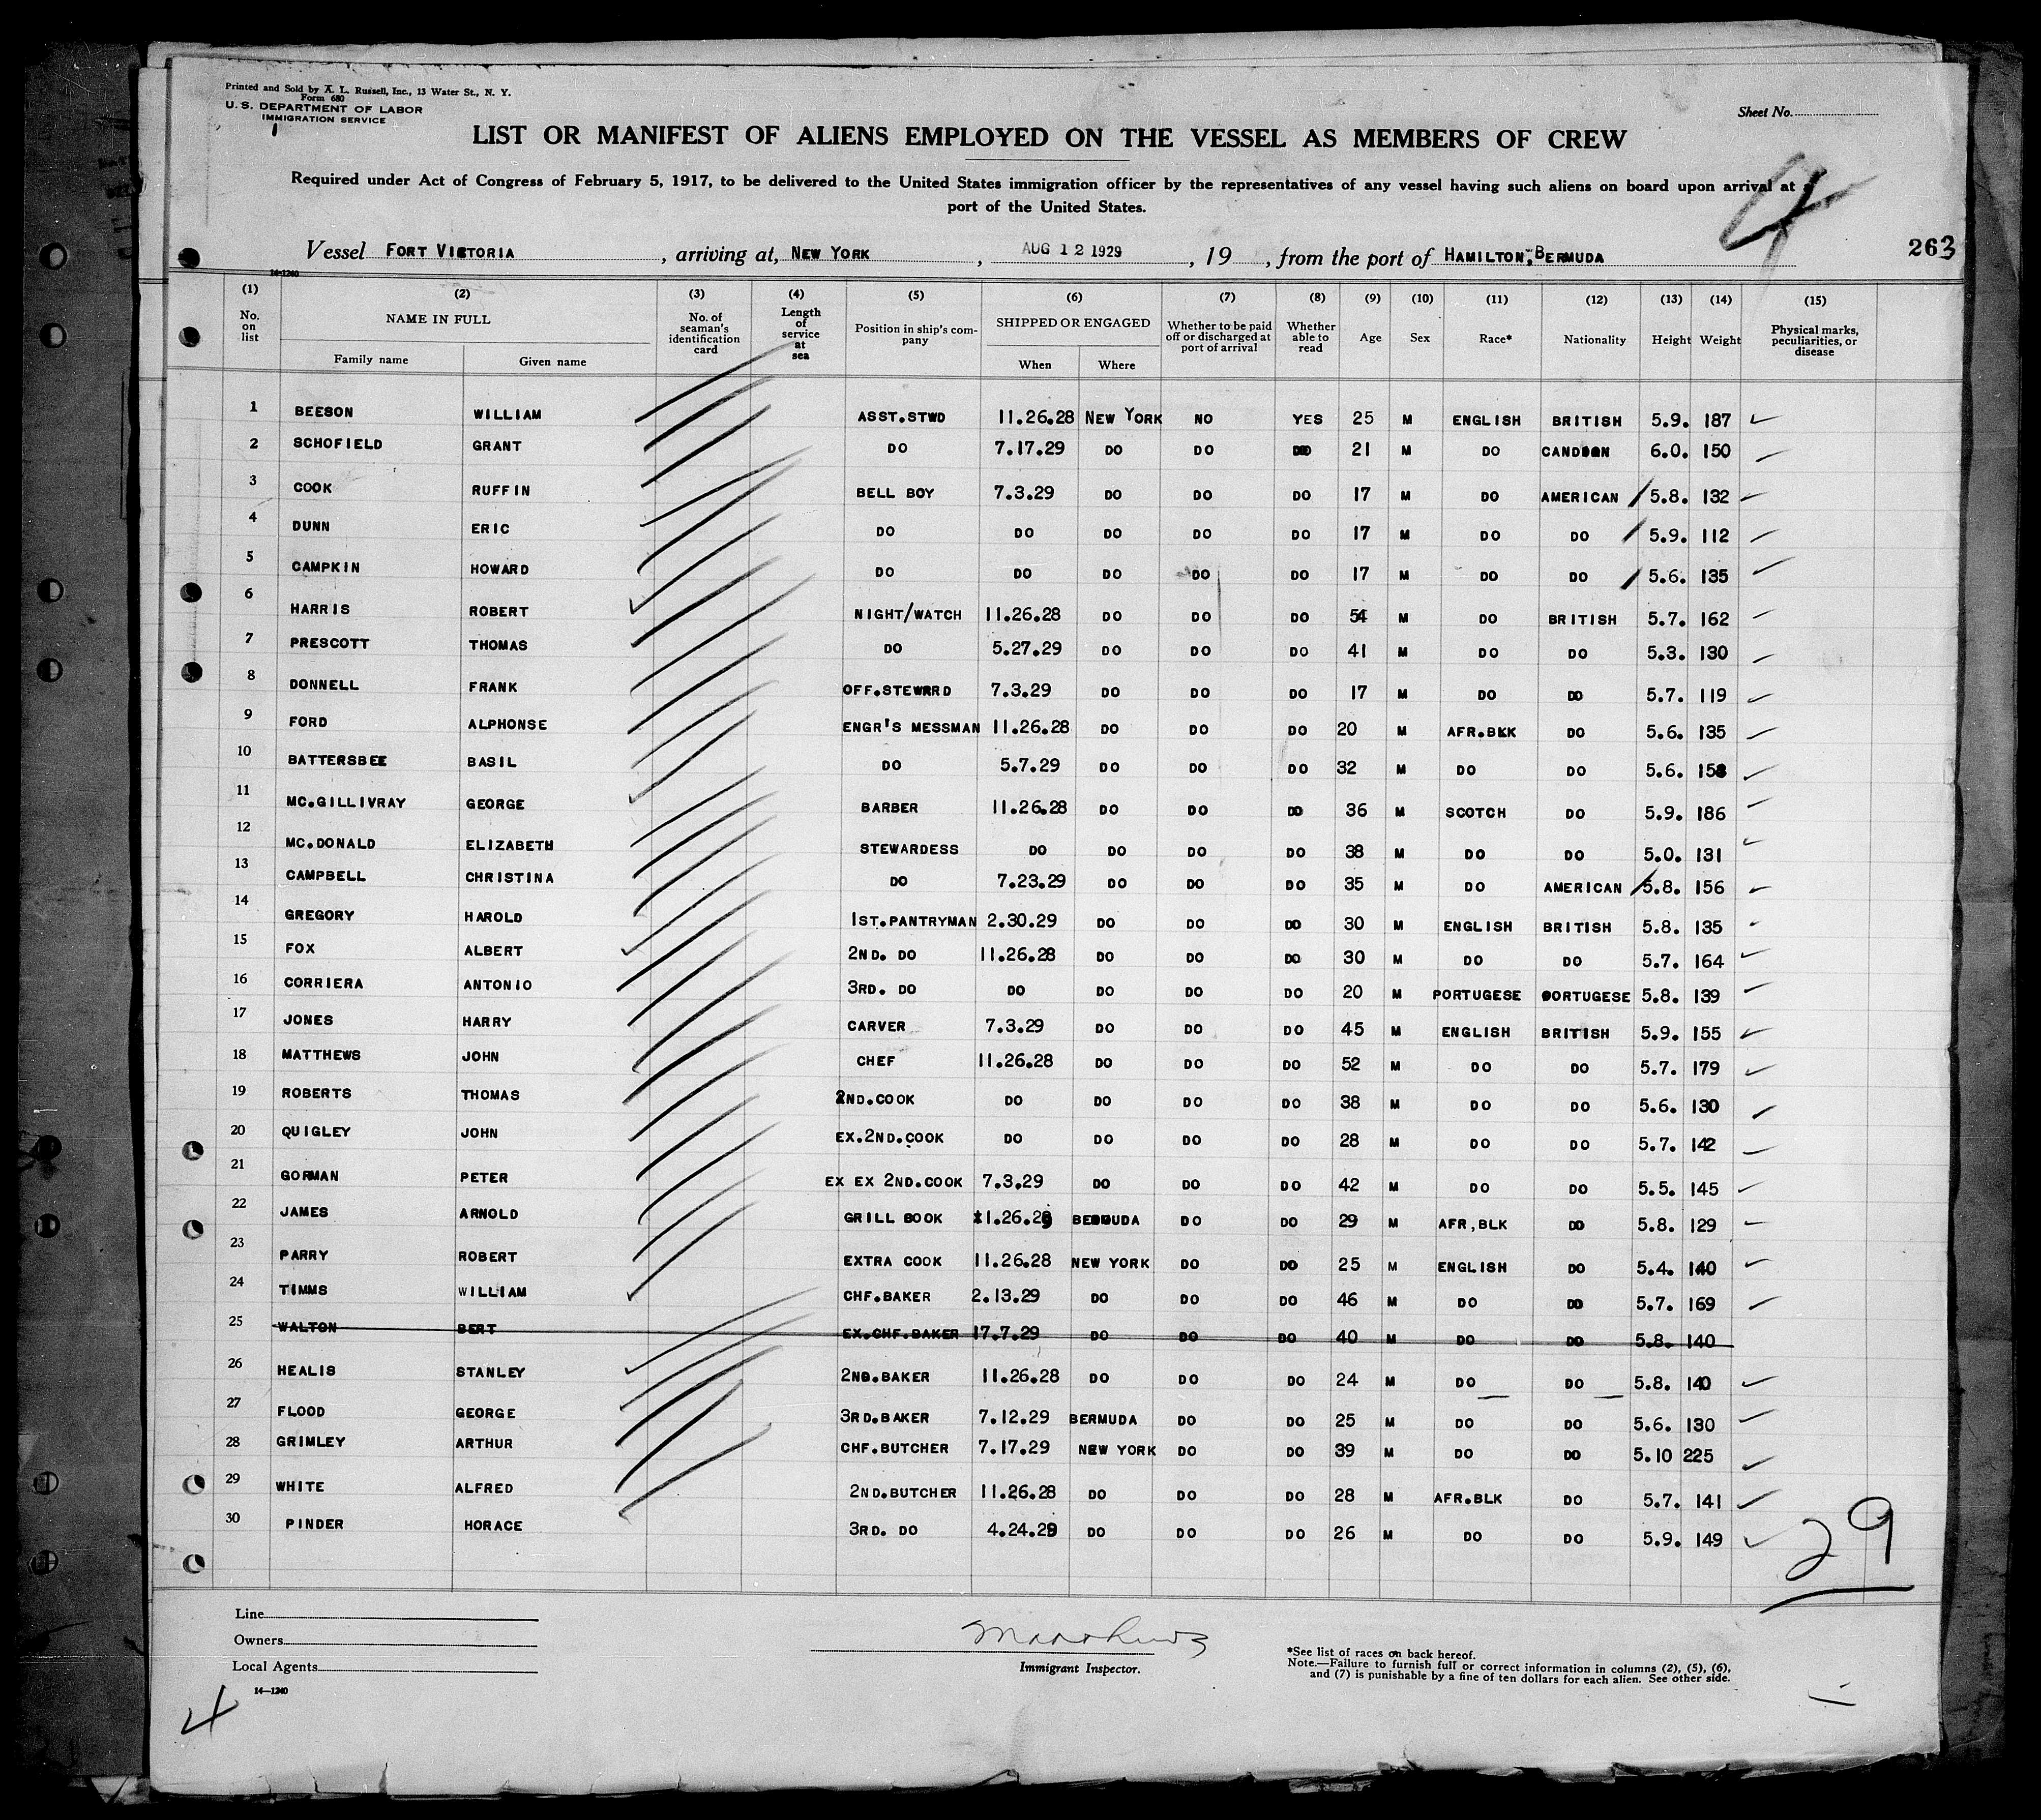 Printed and Sold by A. L. Russell, Inc., 13 Water St., N. Y.
Form 680
U. S. DEPARTMENT OF LABOR
IMMIGRATION SERVICE
Sheet No.
LIST OR MANIFEST OF ALIENS EMPLOYED ON THE VESSEL AS MEMBERS OF CREW
Required under Act of Congress of February 5, 1917, to be delivered to the United States immigration officer by the representatives of any vessel having such aliens on board upon arrival at a
port of the United States.
4
Vessel FORT VICTORIA, arriving at, NEW YORK, AUG 12 1929, 19 , from the port of HAMILTON, BERMUDA
263
14-1240
(1) (2) (3) (4) (5) (6) (7) (8) (9) (10) (11) (12) (13) (14) (15)
No. on list NAME IN FULL Family name Given name No. of seaman's identification card Length of service at sea Position in ship's company SHIPPED OR ENGAGED When Where Whether to be paid off or discharged at port of arrival Whether able to read Age Sex Race* Nationality Height Weight Physical marks, peculiarities, or disease
1 BEESON WILLIAM ASST.STWD 11.26.28 NEW YORK NO YES 25 M ENGLISH BRITISH 5.9. 187
2 SCHOFIELD GRANT DO 7.17.29 DO DO DO 21 M DO 6.0. 150
3 COOK RUFFIN BELL BOY 7.3.29 DO DO DO 17 M DO AMERICAN 5.8. 132
4 DUNN ERIC DO DO DO DO DO 17 M DO DO 5.9. 112
5 CAMPKIN HOWARD DO DO DO DO DO 17 M DO DO 5.6. 135
6 HARRIS ROBERT NIGHT/WATCH 11.26.28 DO DO DO 54 M DO BRITISH 5.7. 162
7 PRESCOTT THOMAS DO 5.27.29 DO DO DO 41 M DO DO 5.3. 130
8 DONNELL FRANK OFF.STEWARD 7.3.29 DO DO DO 17 M DO DO 5.7. 119
9 FORD ALPHONSE ENGR'S MESSMAN 11.26.28 DO DO DO 20 M AFR.BLK DO 5.6. 135
10 BATTERSBEE BASIL DO 5.7.29 DO DO DO 32 M DO DO 5.6. 158
11 MC.GILLIVRAY GEORGE BARBER 11.26.28 DO DO DO 36 M SCOTCH DO 5.9. 186
12 MC.DONALD ELIZABETH STEWARDESS DO DO DO DO 38 M DO DO 5.0. 131
13 CAMPBELL CHRISTINA DO 7.23.29 DO DO DO 35 M DO AMERICAN 5.8. 156
14 GREGORY HAROLD 1ST.PANTRYMAN 2.30.29 DO DO DO 30 M ENGLISH BRITISH 5.8. 135
15 FOX ALBERT 2ND. DO 11.26.28 DO DO DO 30 M DO DO 5.7. 164
16 CORRIERA ANTONIO 3RD. DO DO DO DO DO 20 M PORTUGESE PORTUGESE 5.8. 139
17 JONES HARRY CARVER 7.3.29 DO DO DO 45 M ENGLISH BRITISH 5.9. 155
18 MATTHEWS JOHN CHEF 11.26.28 DO DO DO 52 M DO DO 5.7. 179
19 ROBERTS THOMAS 2ND.COOK DO DO DO DO 38 M DO DO 5.6. 130
20 QUIGLEY JOHN EX.2ND.COOK DO DO DO DO 28 M DO DO 5.7. 142
21 GORMAN PETER EX EX 2ND.COOK 7.3.29 DO DO DO 42 M DO DO 5.5. 145
22 JAMES ARNOLD GRILL COOK 11.26.29 BERMUDA DO DO 29 M AFR,BLK DO 5.8. 129
23 PARRY ROBERT EXTRA COOK 11.26.28 NEW YORK DO DO 25 M ENGLISH DO 5.4. 140
24 TIMMS WILLIAM CHF.BAKER 2.13.29 DO DO DO 46 M DO DO 5.7. 169
25 WALTON BERT EX.CHF.BAKER 17.7.29 DO DO DO 40 M DO DO 5.8. 140
26 HEALIS STANLEY 2ND.BAKER 11.26.28 DO DO DO 24 M DO DO 5.8. 140
27 FLOOD GEORGE 3RD.BAKER 7.12.29 BERMUDA DO DO 25 M DO DO 5.6. 130
28 GRIMLEY ARTHUR CHF.BUTCHER 7.17.29 NEW YORK DO DO 39 M DO DO 5.10 225
29 WHITE ALFRED 2ND.BUTCHER 11.26.28 DO DO DO 28 M AFR.BLK DO 5.7. 141
30 PINDER HORACE 3RD. DO 4.24.29 DO DO DO 26 M DO DO 5.9. 149
29
Line
Owners
Local Agents
14—1240
Immigrant Inspector.
*See list of races on back hereof.
Note.—Failure to furnish full or correct information in columns (2), (5), (6),
and (7) is punishable by a fine of ten dollars for each alien. See other side.
4